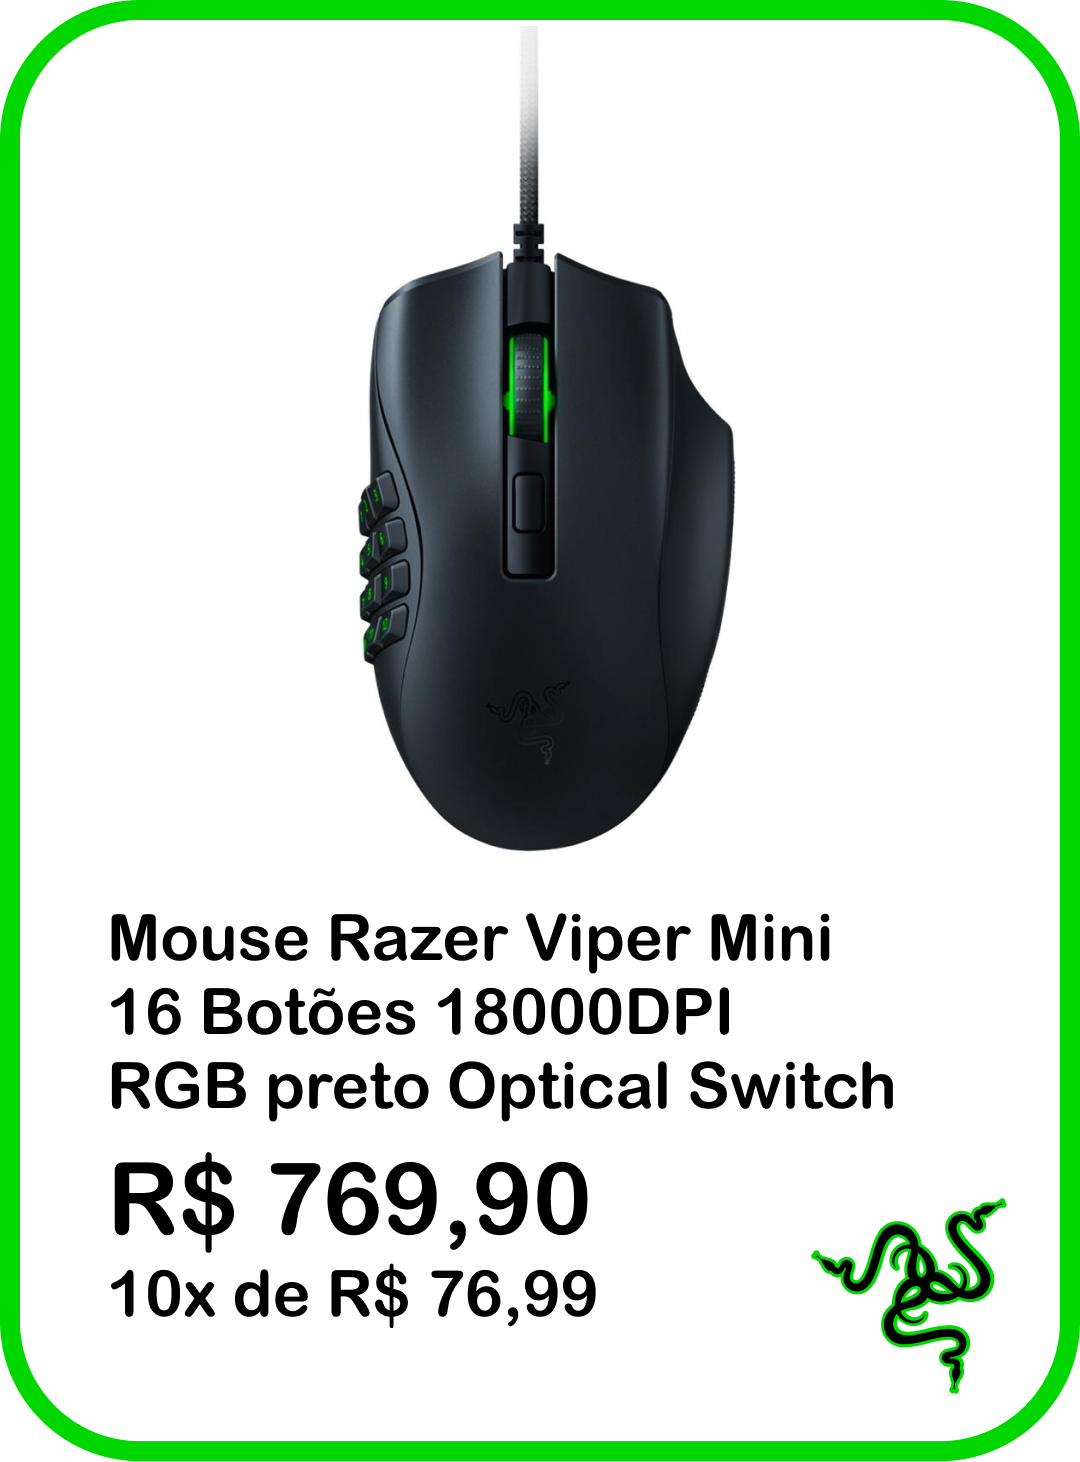 Mouse Razer Viper Mini
16 Botões 18000DPI
RGB preto Optical Switch
R$ 769,90
10x de R$ 76,99